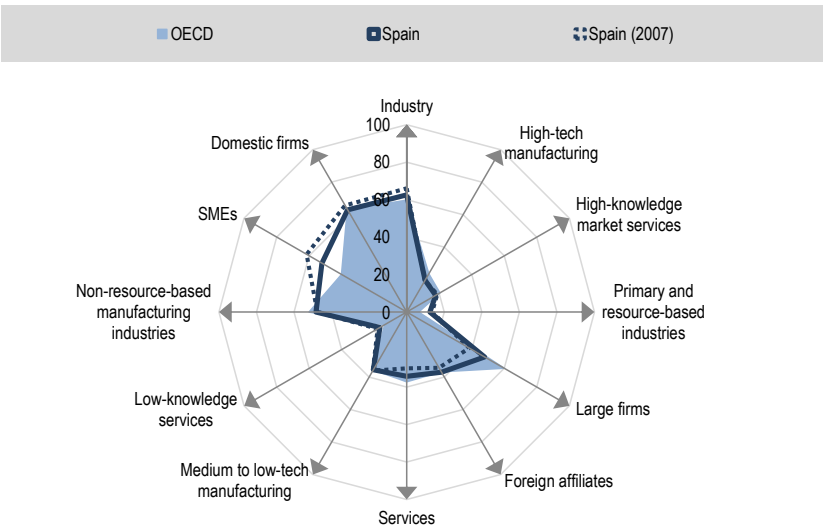 OECD
Spain
Spain (2007)
Industry
100
80
60
40
20
0
High-tech
manufacturing
High-knowledge
market services
Primary and
resource-based
industries
Large firms
Foreign affiliates
Services
Medium to low-tech
manufacturing
Low-knowledge
services
Non-resource-based
manufacturing
industries
SMEs
Domestic firms